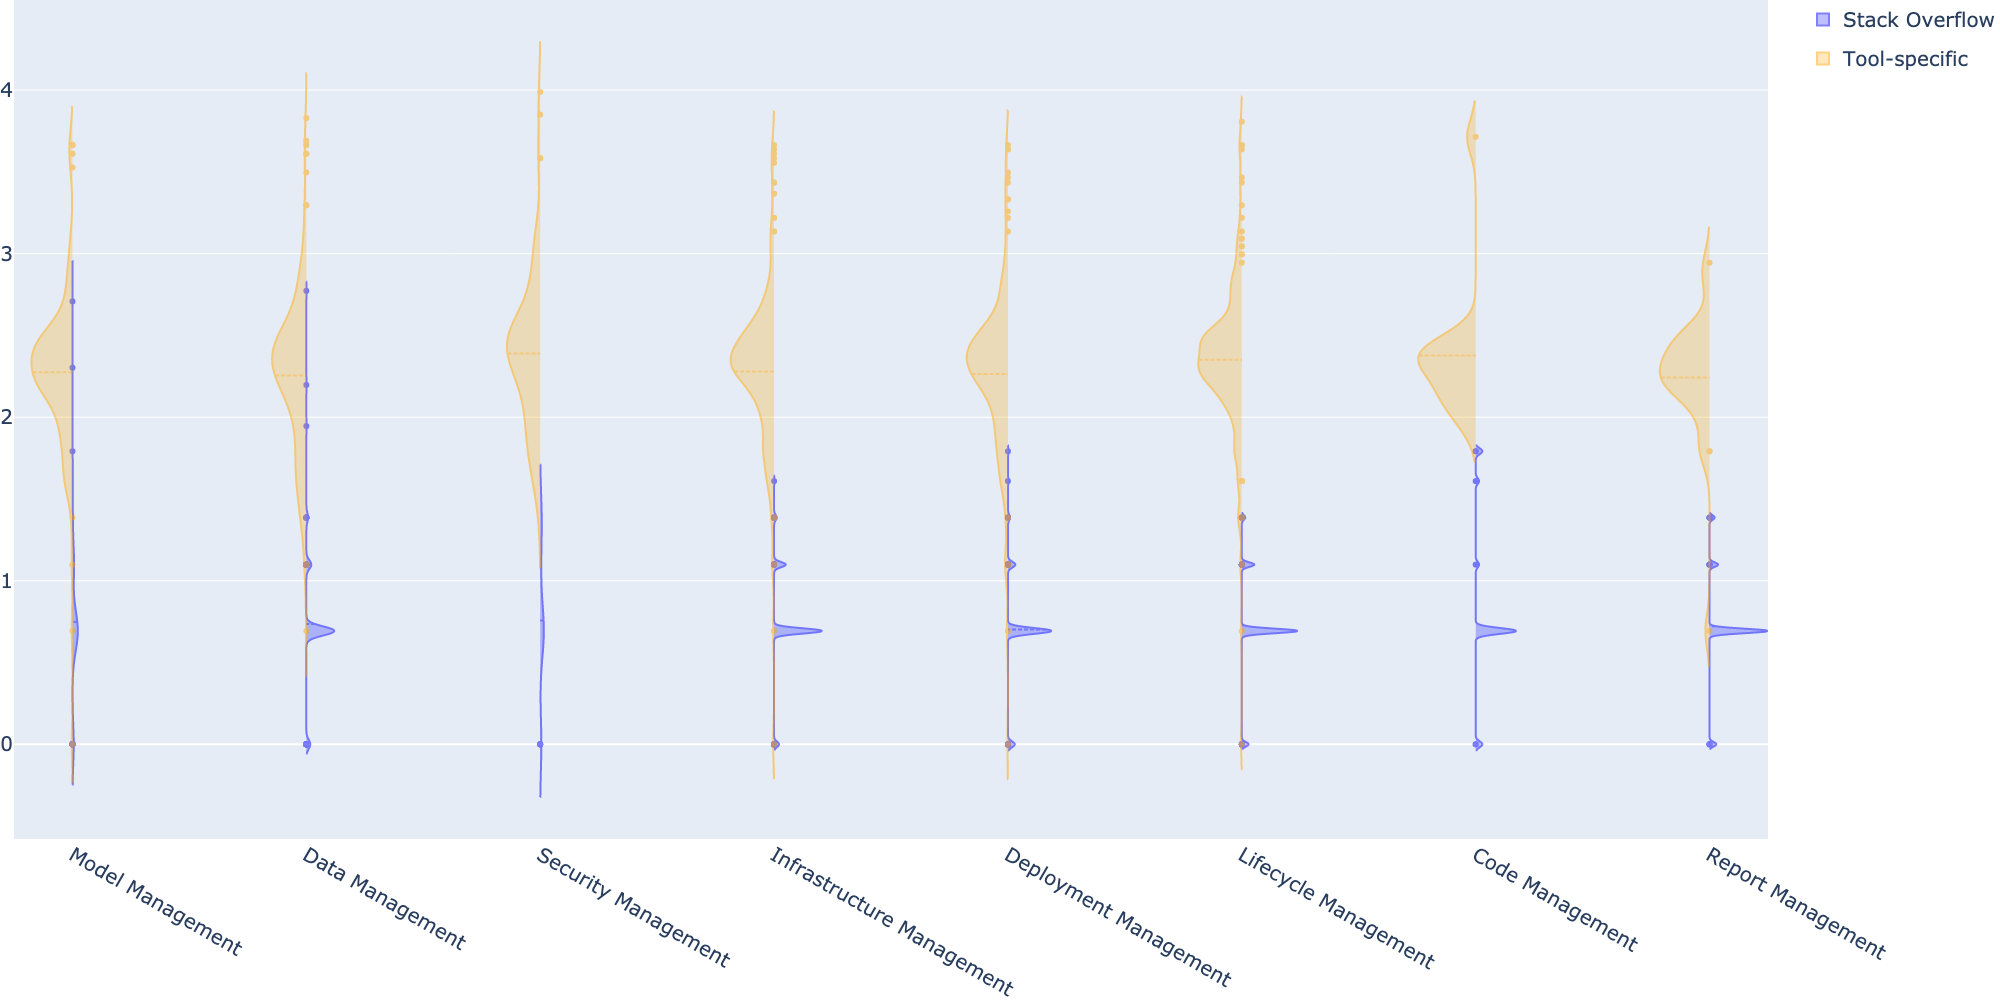 Stack Overflow
Tool-specific
4
3
2
1
0
Model Management
Data Management
Security Management
Infrastructure Management
Deployment Management
Lifecycle Management
Code Management
Report Management